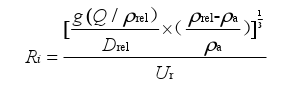 Ri = [ g(Q/ρrel) / Drel × ( ρrel-ρa / ρa ) ]^1/3 / Ur